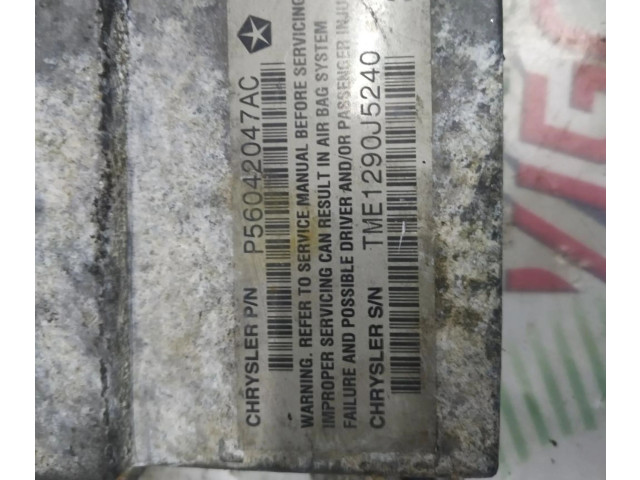 CHRYSLER P/N P56042047AC
WARNING. REFER TO SERVICE MANUAL BEFORE SERVICING
IMPROPER SERVICING CAN RESULT IN AIR BAG SYSTEM
FAILURE AND POSSIBLE DRIVER AND/OR PASSENGER INJU
CHRYSLER S/N TME1290J5240